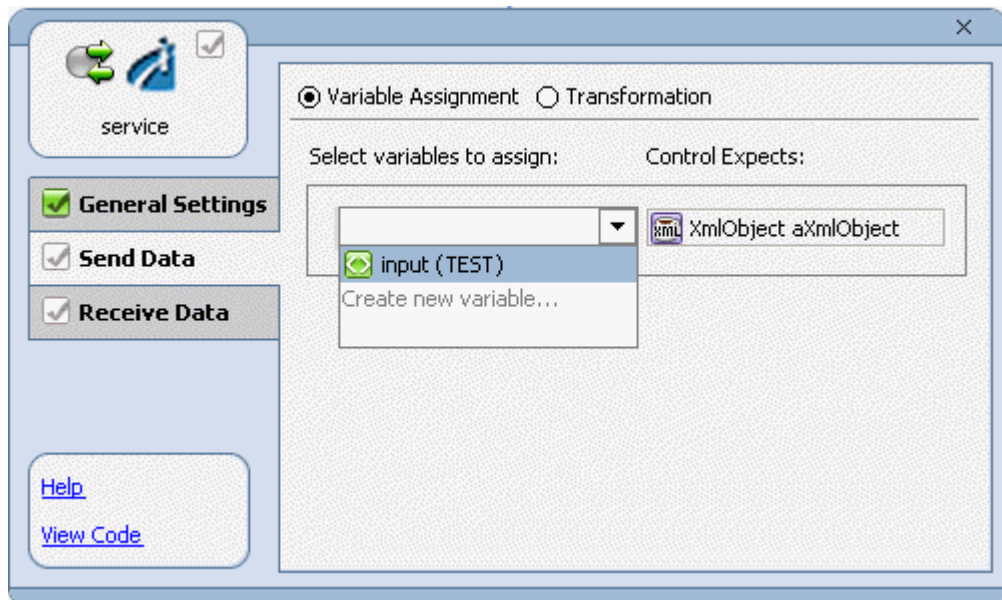 service
General Settings
Send Data
Receive Data
Help
View Code
Variable Assignment Transformation
Select variables to assign: Control Expects:
XmlObject aXmlObject
input (TEST)
Create new variable...